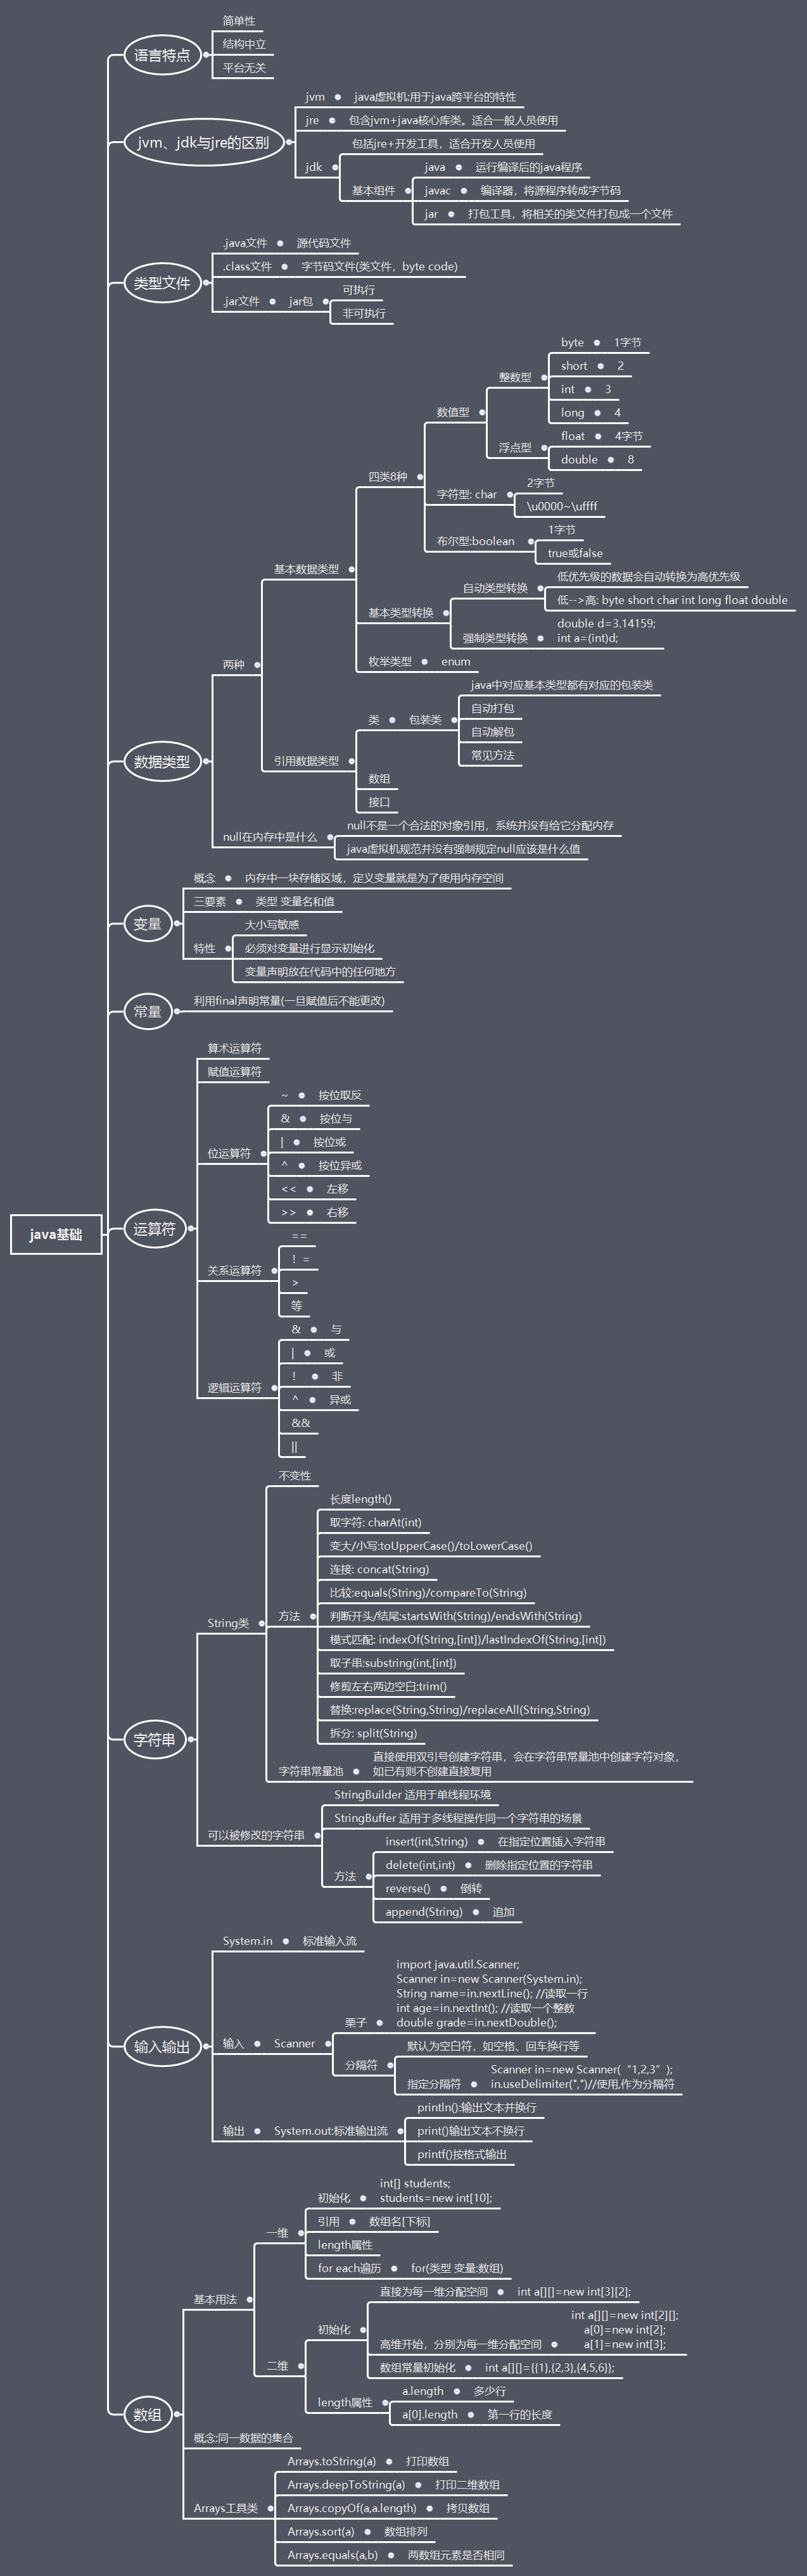 java基础
语言特点
简单性
结构中立
平台无关
jvm、jdk与jre的区别
jvm
java虚拟机:用于java跨平台的特性
jre
包含jvm+java核心库类。适合一般人员使用
jdk
包括jre+开发工具，适合开发人员使用
基本组件
java
运行编译后的java程序
javac
编译器，将源程序转成字节码
jar
打包工具，将相关的类文件打包成一个文件
类型文件
.java文件
源代码文件
.class文件
字节码文件(类文件，byte code)
.jar文件
jar包
可执行
非可执行
数据类型
两种
基本数据类型
四类8种
数值型
整数型
byte
1字节
short
2
int
3
long
4
浮点型
float
4字节
double
8
字符型: char
2字节
\u0000~\uffff
布尔型:boolean
1字节
true或false
基本类型转换
自动类型转换
低优先级的数据会自动转换为高优先级
低-->高: byte short char int long float double
强制类型转换
double d=3.14159;
int a=(int)d;
枚举类型
enum
引用数据类型
类
包装类
java中对应基本类型都有对应的包装类
自动打包
自动解包
常见方法
数组
接口
null在内存中是什么
null不是一个合法的对象引用，系统并没有给它分配内存
java虚拟机规范并没有强制规定null应该是什么值
变量
概念
内存中一块存储区域，定义变量就是为了使用内存空间
三要素
类型 变量名和值
特性
大小写敏感
必须对变量进行显示初始化
变量声明放在代码中的任何地方
常量
利用final声明常量(一旦赋值后不能更改)
运算符
算术运算符
赋值运算符
位运算符
~
按位取反
&
按位与
|
按位或
^
按位异或
<<
左移
>>
右移
关系运算符
==
！=
>
等
逻辑运算符
&
与
|
或
！
非
^
异或
&&
||
字符串
String类
不变性
方法
长度length()
取字符: charAt(int)
变大/小写:toUpperCase()/toLowerCase()
连接: concat(String)
比较:equals(String)/compareTo(String)
判断开头/结尾:startsWith(String)/endsWith(String)
模式匹配: indexOf(String,[int])/lastIndexOf(String,[int])
取子串:substring(int,[int])
修剪左右两边空白:trim()
替换:replace(String,String)/replaceAll(String,String)
拆分: split(String)
字符串常量池
直接使用双引号创建字符串，会在字符串常量池中创建字符对象，
如已有则不创建直接复用
可以被修改的字符串
StringBuilder 适用于单线程环境
StringBuffer 适用于多线程操作同一个字符串的场景
方法
insert(int,String)
在指定位置插入字符串
delete(int,int)
删除指定位置的字符串
reverse()
倒转
append(String)
追加
输入输出
System.in
标准输入流
输入
Scanner
栗子
import java.util.Scanner;
Scanner in=new Scanner(System.in);
String name=in.nextLine(); //读取一行
int age=in.nextInt(); //读取一个整数
double grade=in.nextDouble();
分隔符
默认为空白符，如空格、回车换行等
指定分隔符
Scanner in=new Scanner(“1,2,3”);
in.useDelimiter(",")//使用,作为分隔符
输出
System.out:标准输出流
println():输出文本并换行
print()输出文本不换行
printf()按格式输出
数组
基本用法
一维
初始化
int[] students;
students=new int[10];
引用
数组名[下标]
length属性
for each遍历
for(类型 变量:数组)
二维
初始化
直接为每一维分配空间
int a[][]=new int[3][2];
高维开始，分别为每一维分配空间
int a[][]=new int[2][];
a[0]=new int[2];
a[1]=new int[3];
数组常量初始化
int a[][]={{1},{2,3},{4,5,6}};
length属性
a.length
多少行
a[0].length
第一行的长度
概念:同一数据的集合
Arrays工具类
Arrays.toString(a)
打印数组
Arrays.deepToString(a)
打印二维数组
Arrays.copyOf(a,a.length)
拷贝数组
Arrays.sort(a)
数组排列
Arrays.equals(a,b)
两数组元素是否相同